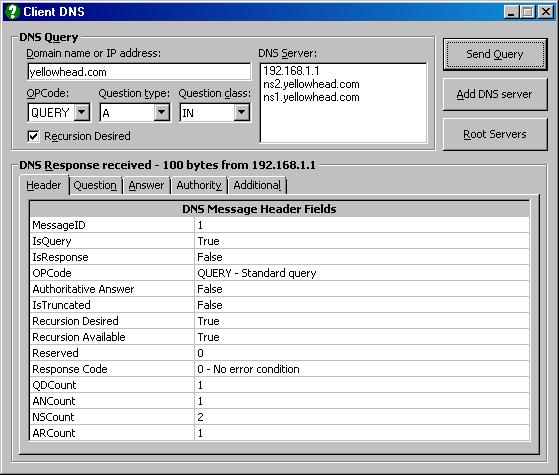 Client DNS
DNS Query
Domain name or IP address:
yellowhead.com
OPCode: Question type: Question class:
QUERY A IN
Recursion Desired
DNS Server:
192.168.1.1
ns2.yellowhead.com
ns1.yellowhead.com
Send Query
Add DNS server
Root Servers
DNS Response received - 100 bytes from 192.168.1.1
Header Question Answer Authority Additional
DNS Message Header Fields
MessageID 1
IsQuery True
IsResponse False
OPCode QUERY - Standard query
Authoritative Answer False
IsTruncated False
Recursion Desired True
Recursion Available True
Reserved 0
Response Code 0 - No error condition
QDCount 1
ANCount 1
NSCount 2
ARCount 1